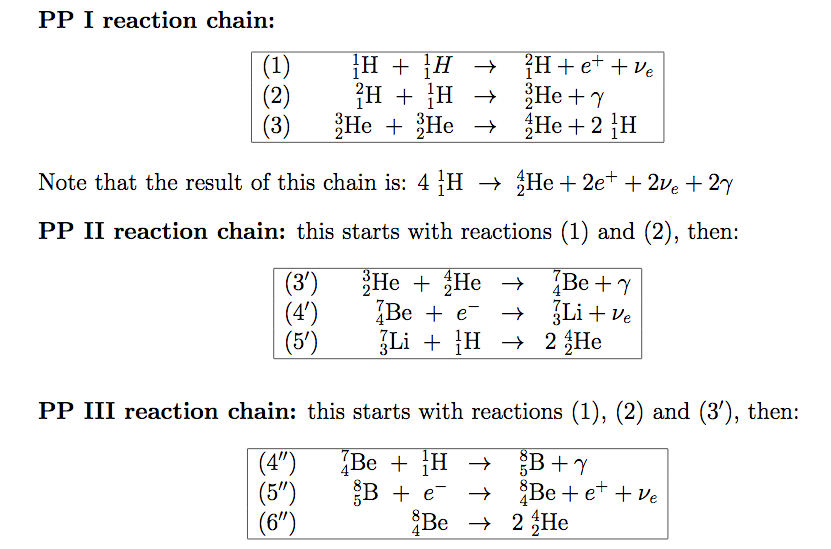 PP I reaction chain:
(1) ¹₁H + ¹₁H → ²₁H + e⁺ + νₑ
(2) ²₁H + ¹₁H → ³₂He + γ
(3) ³₂He + ³₂He → ⁴₂He + 2 ¹₁H
Note that the result of this chain is: 4 ¹₁H → ⁴₂He + 2e⁺ + 2νₑ + 2γ
PP II reaction chain: this starts with reactions (1) and (2), then:
(3′) ³₂He + ⁴₂He → ⁷₄Be + γ
(4′) ⁷₄Be + e⁻ → ⁷₃Li + νₑ
(5′) ⁷₃Li + ¹₁H → 2 ⁴₂He
PP III reaction chain: this starts with reactions (1), (2) and (3′), then:
(4″) ⁷₄Be + ¹₁H → ⁸₅B + γ
(5″) ⁸₅B + e⁻ → ⁸₄Be + e⁺ + νₑ
(6″) ⁸₄Be → 2 ⁴₂He